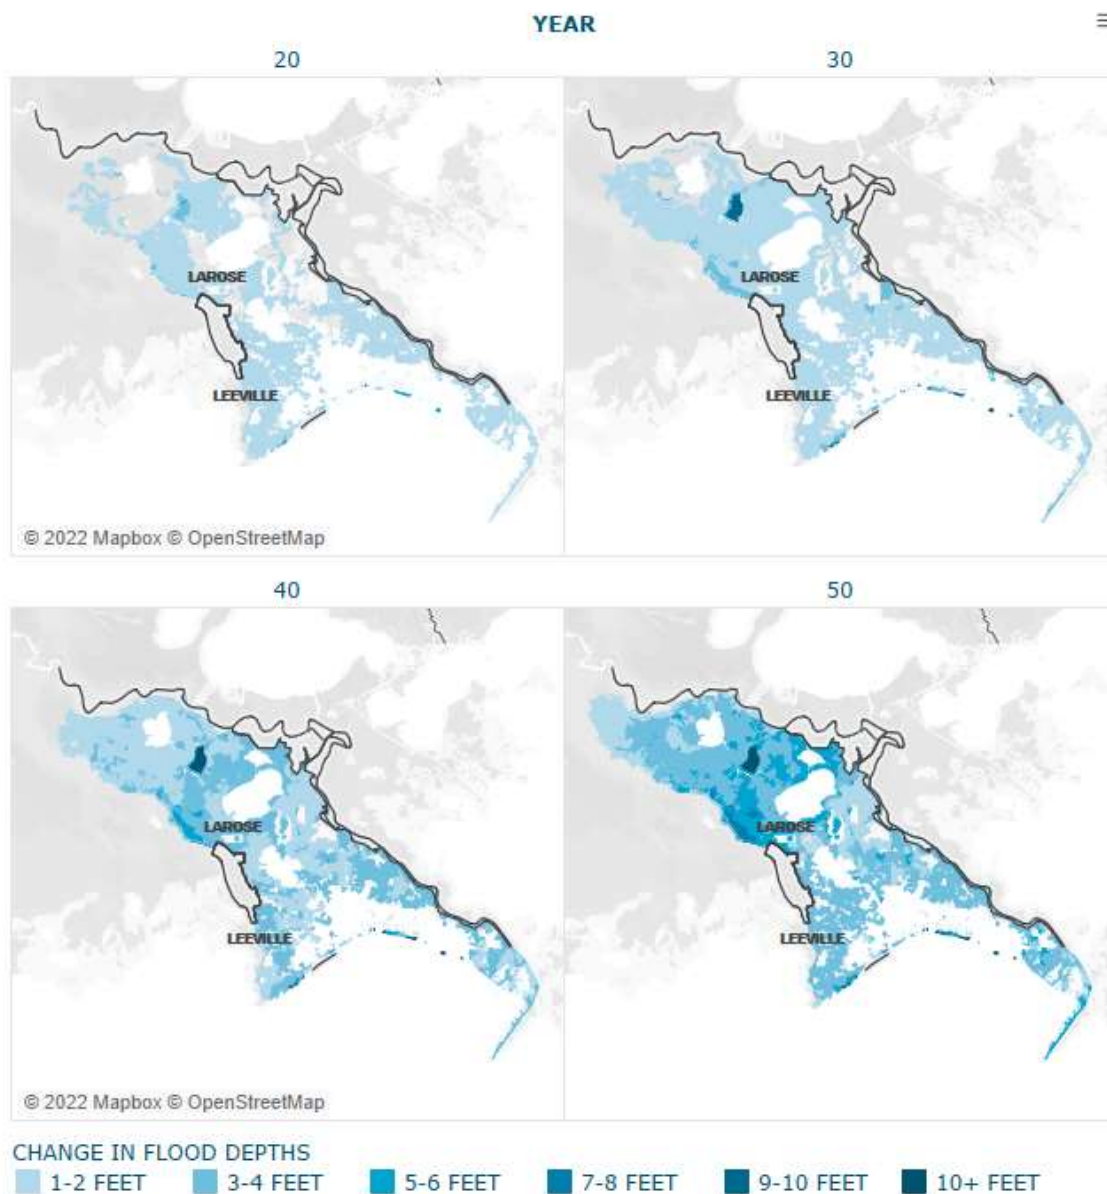 YEAR
20 30
LAROSE LAROSE
LEEVILLE LEEVILLE
© 2022 Mapbox © OpenStreetMap
40 50
LAROSE LAROSE
LEEVILLE LEEVILLE
© 2022 Mapbox © OpenStreetMap
CHANGE IN FLOOD DEPTHS
1-2 FEET 3-4 FEET 5-6 FEET 7-8 FEET 9-10 FEET 10+ FEET